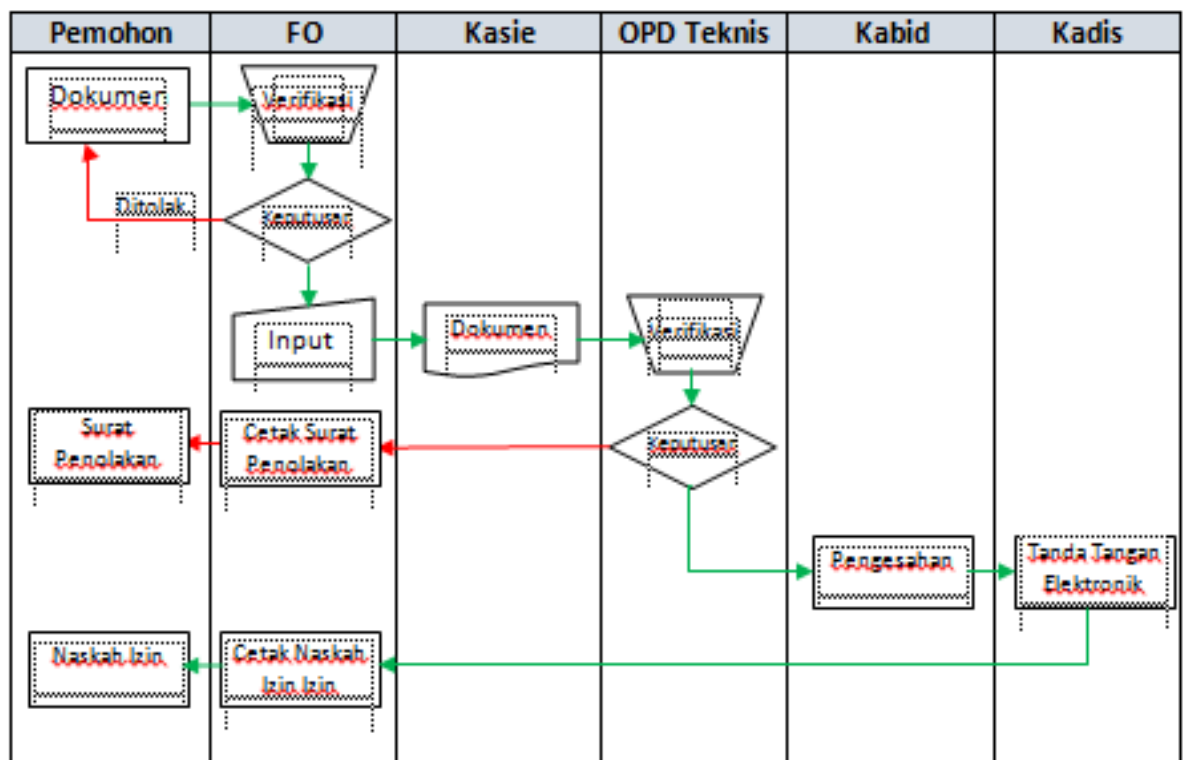 Pemohon FO Kasie OPD Teknis Kabid Kadis
Dokumen Verifikasi
Ditolak Keputusan
Input Dokumen Verifikasi
Surat
Penolakan
Cetak Surat
Penolakan
Keputusan
Pengesahan
Tanda Tangan
Elektronik
Naskah Izin
Cetak Naskah
Izin Izin